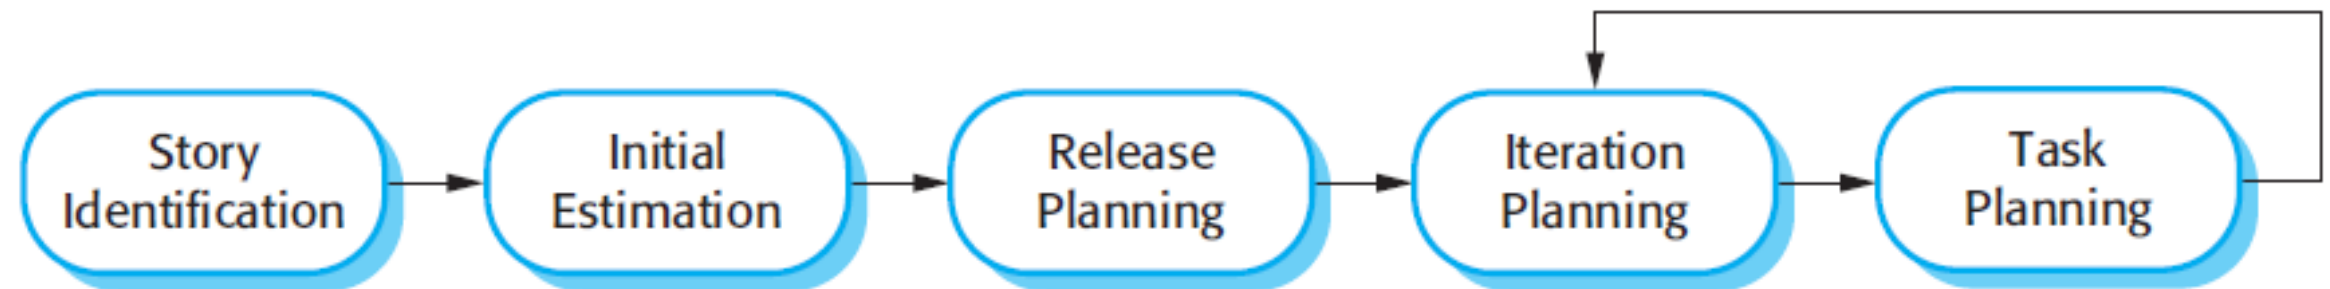 Story
Identification
Initial
Estimation
Release
Planning
Iteration
Planning
Task
Planning